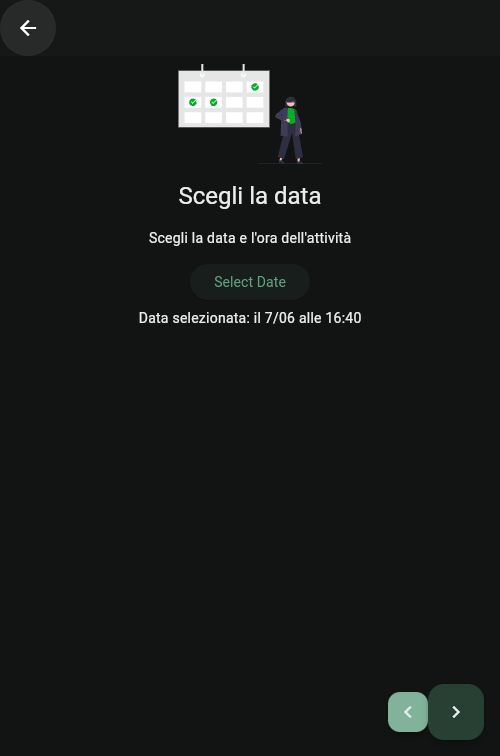 Scegli la data
Scegli la data e l'ora dell'attività
Select Date
Data selezionata: il 7/06 alle 16:40